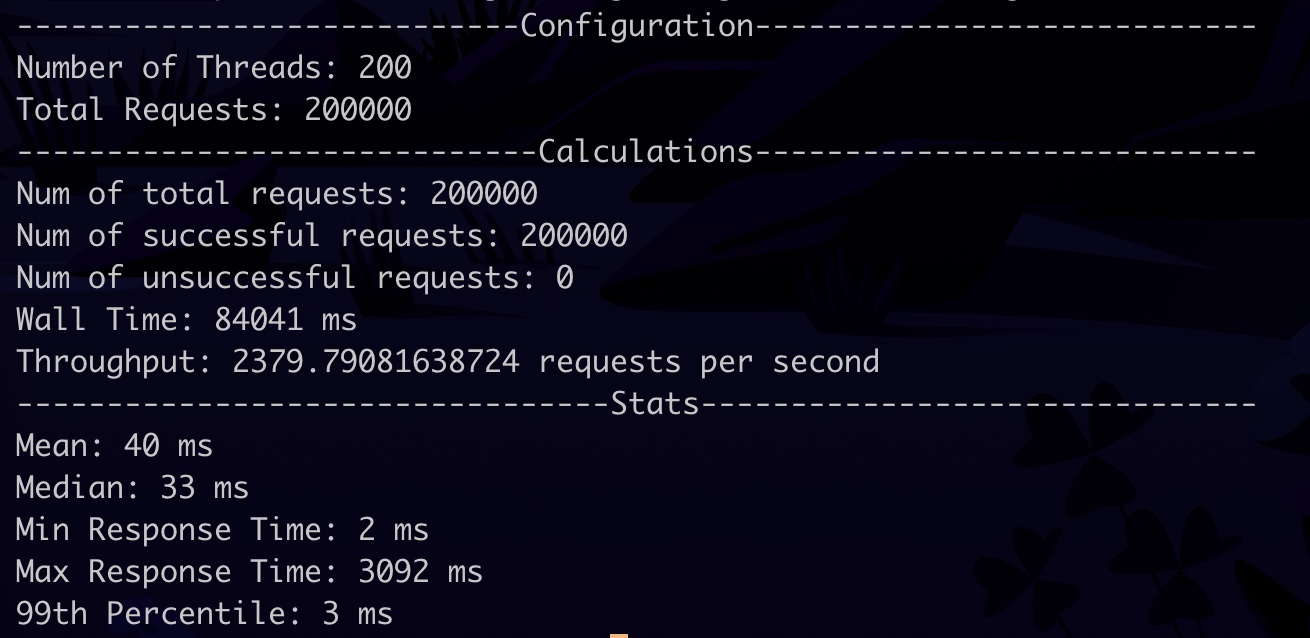 ----------------------------Configuration----------------------------
Number of Threads: 200
Total Requests: 200000
-----------------------------Calculations----------------------------
Num of total requests: 200000
Num of successful requests: 200000
Num of unsuccessful requests: 0
Wall Time: 84041 ms
Throughput: 2379.79081638724 requests per second
---------------------------------Stats-------------------------------
Mean: 40 ms
Median: 33 ms
Min Response Time: 2 ms
Max Response Time: 3092 ms
99th Percentile: 3 ms